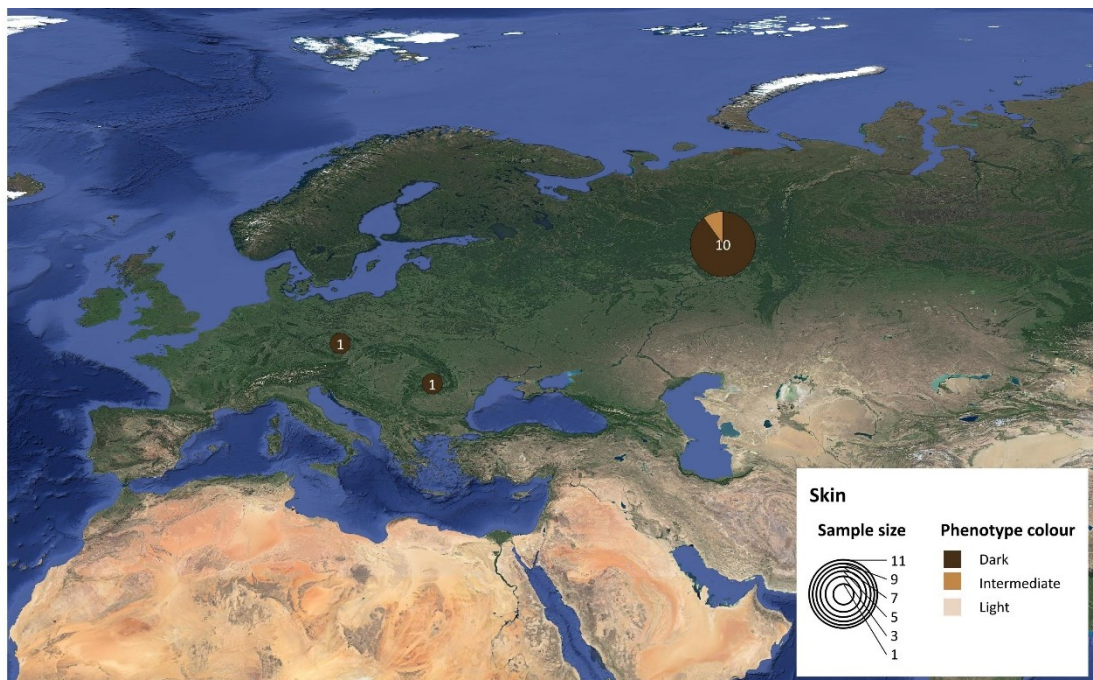 10
1
1
Skin
Sample size
Phenotype colour
11
9
7
5
3
1
Dark
Intermediate
Light